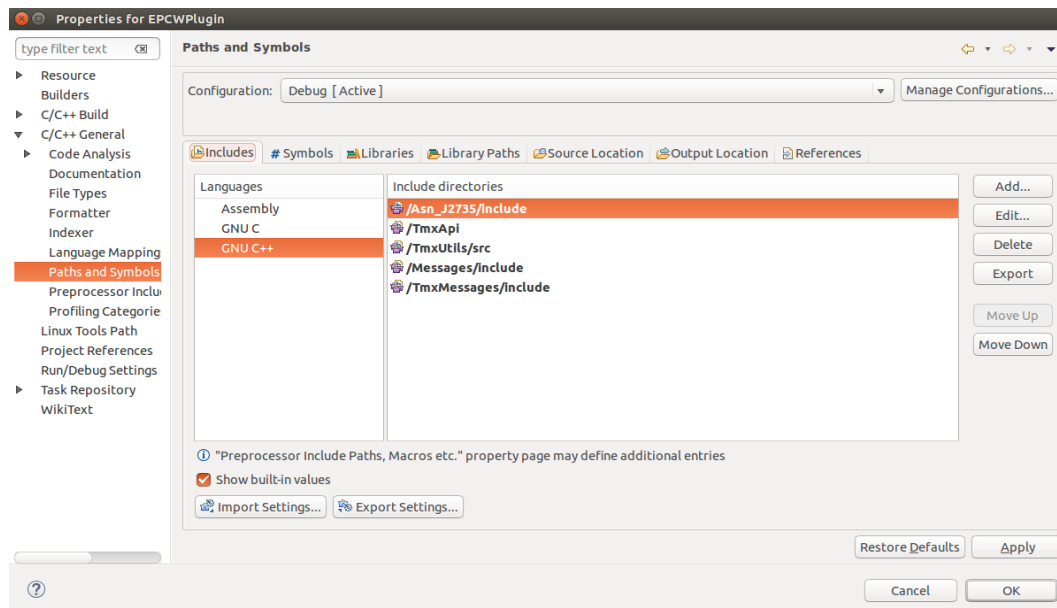 Properties for EPCWPlugin
type filter text
Resource
Builders
C/C++ Build
C/C++ General
Code Analysis
Documentation
File Types
Formatter
Indexer
Language Mapping
Paths and Symbols
Preprocessor Inclu
Profiling Categorie
Linux Tools Path
Project References
Run/Debug Settings
Task Repository
WikiText
Paths and Symbols
Configuration: Debug [ Active ] Manage Configurations...
Includes # Symbols Libraries Library Paths Source Location Output Location References
Languages
Assembly
GNU C
GNU C++
Include directories
/Asn_J2735/include
/TmxApi
/TmxUtils/src
/Messages/include
/TmxMessages/include
Add...
Edit...
Delete
Export
Move Up
Move Down
"Preprocessor Include Paths, Macros etc." property page may define additional entries
Show built-in values
Import Settings... Export Settings...
Restore Defaults Apply
Cancel OK